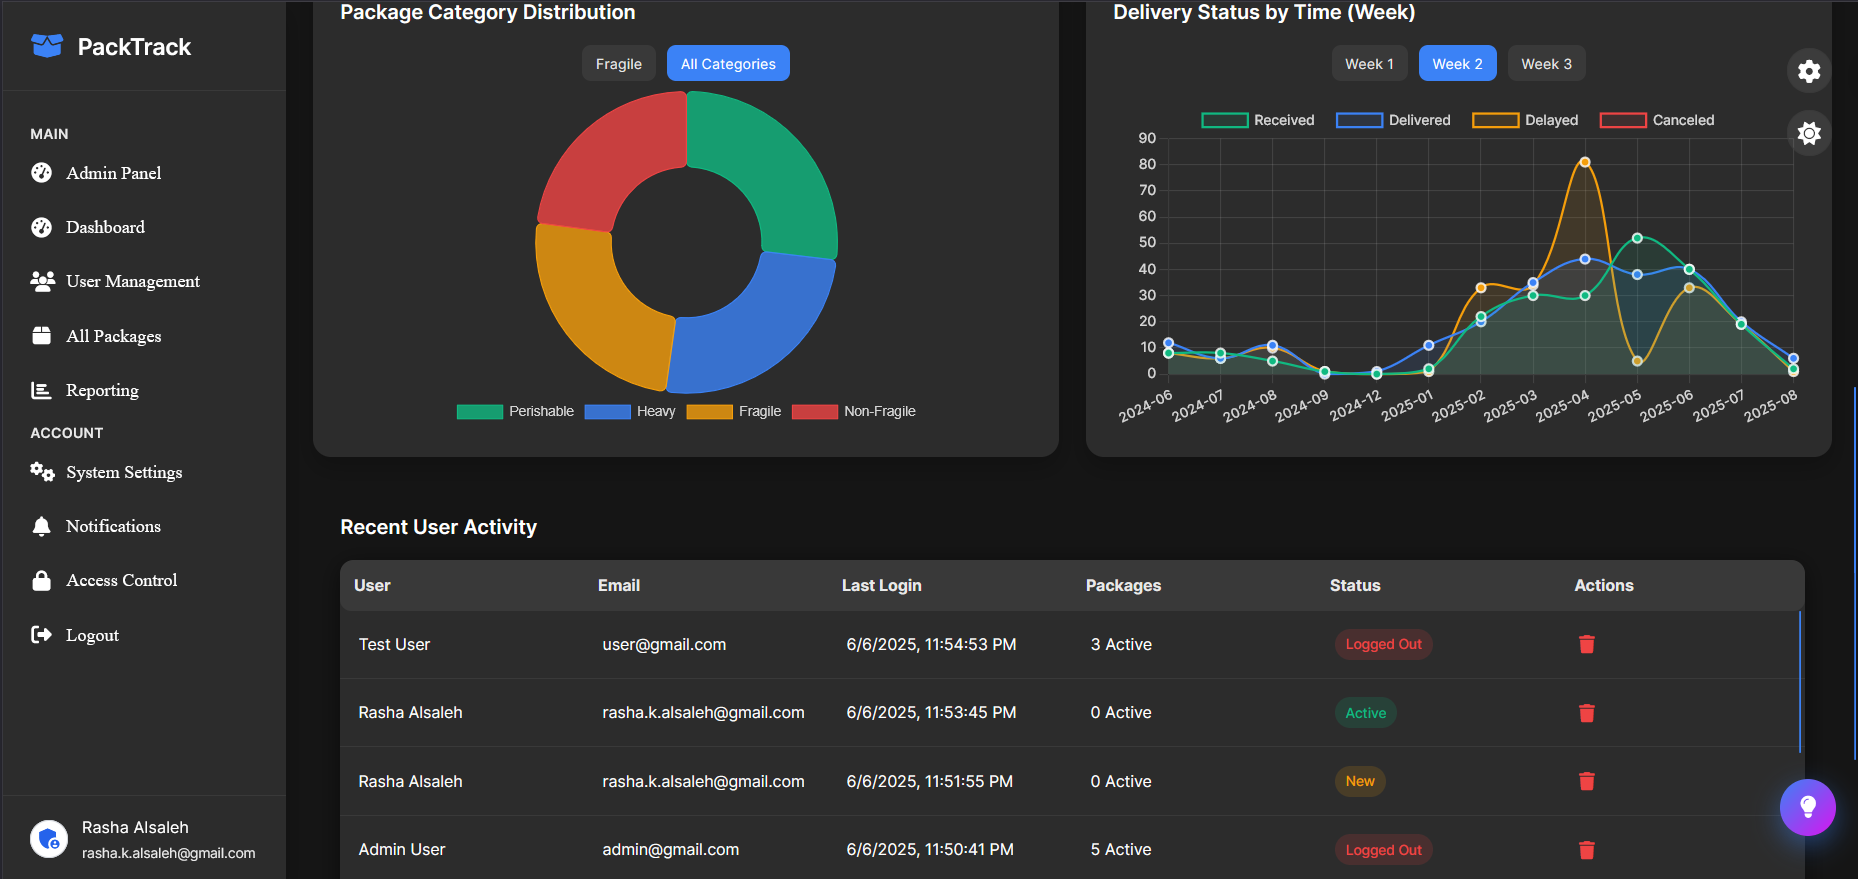 PackTrack
MAIN
Admin Panel
Dashboard
User Management
All Packages
Reporting
ACCOUNT
System Settings
Notifications
Access Control
Logout
Rasha Alsaleh
rasha.k.alsaleh@gmail.com
Package Category Distribution
Fragile All Categories
Perishable Heavy Fragile Non-Fragile
Delivery Status by Time (Week)
Week 1 Week 2 Week 3
Received Delivered Delayed Canceled
90
80
70
60
50
40
30
20
10
0
2024-06 2024-07 2024-08 2024-09 2024-12 2025-01 2025-02 2025-03 2025-04 2025-05 2025-06 2025-07 2025-08
Recent User Activity
User Email Last Login Packages Status Actions
Test User user@gmail.com 6/6/2025, 11:54:53 PM 3 Active Logged Out
Rasha Alsaleh rasha.k.alsaleh@gmail.com 6/6/2025, 11:53:45 PM 0 Active Active
Rasha Alsaleh rasha.k.alsaleh@gmail.com 6/6/2025, 11:51:55 PM 0 Active New
Admin User admin@gmail.com 6/6/2025, 11:50:41 PM 5 Active Logged Out